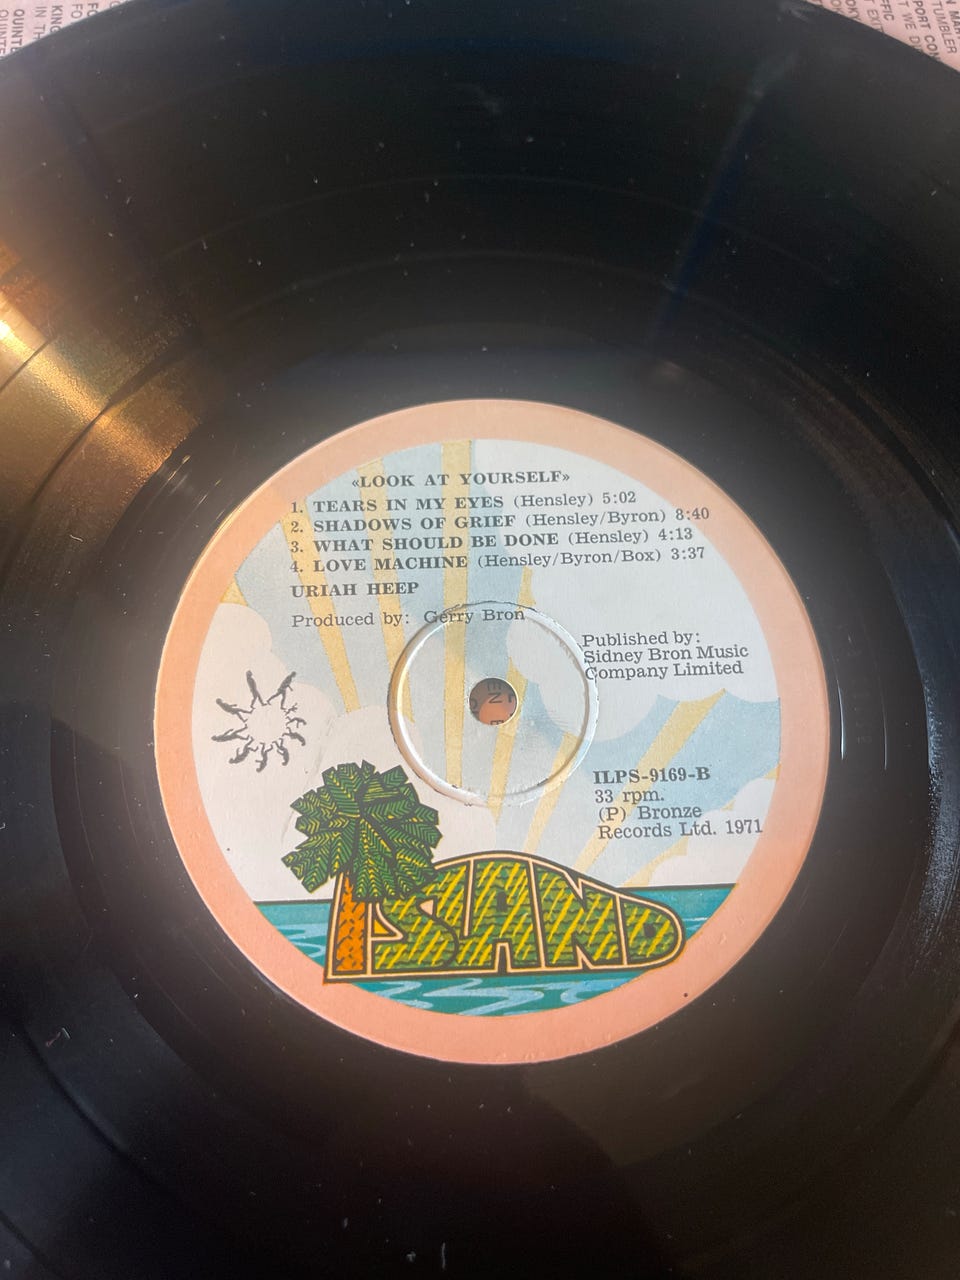 «LOOK AT YOURSELF»
1. TEARS IN MY EYES (Hensley) 5:02
2. SHADOWS OF GRIEF (Hensley/Byron) 8:40
3. WHAT SHOULD BE DONE (Hensley) 4:13
4. LOVE MACHINE (Hensley/Byron/Box) 3:37
URIAH HEEP
Produced by: Gerry Bron
Published by:
Sidney Bron Music
Company Limited
ILPS-9169-B
33 rpm.
(P) Bronze
Records Ltd. 1971
ISLAND